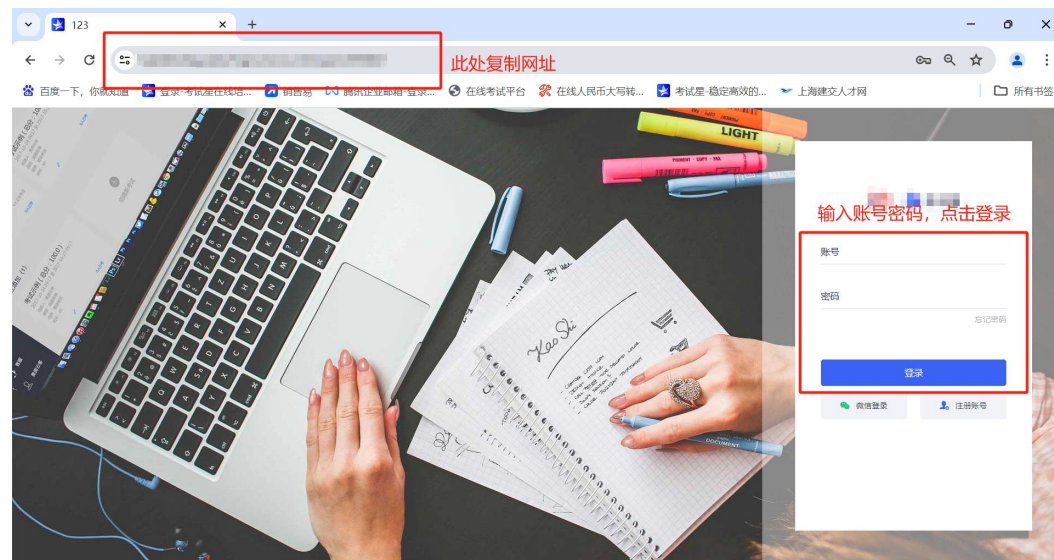 123
此处复制网址
百度一下，你就知道
登录-考试星在线培...
销售易
腾讯企业邮箱-登录...
在线考试平台
在线人民币大写转...
考试星-稳定高效的...
上海建交人才网
所有书签
LIGHT
PIGMENT · COPY · FAX
KaoShi
DOCUMENT
输入账号密码，点击登录
账号
密码
忘记密码
登录
微信登录
注册账号